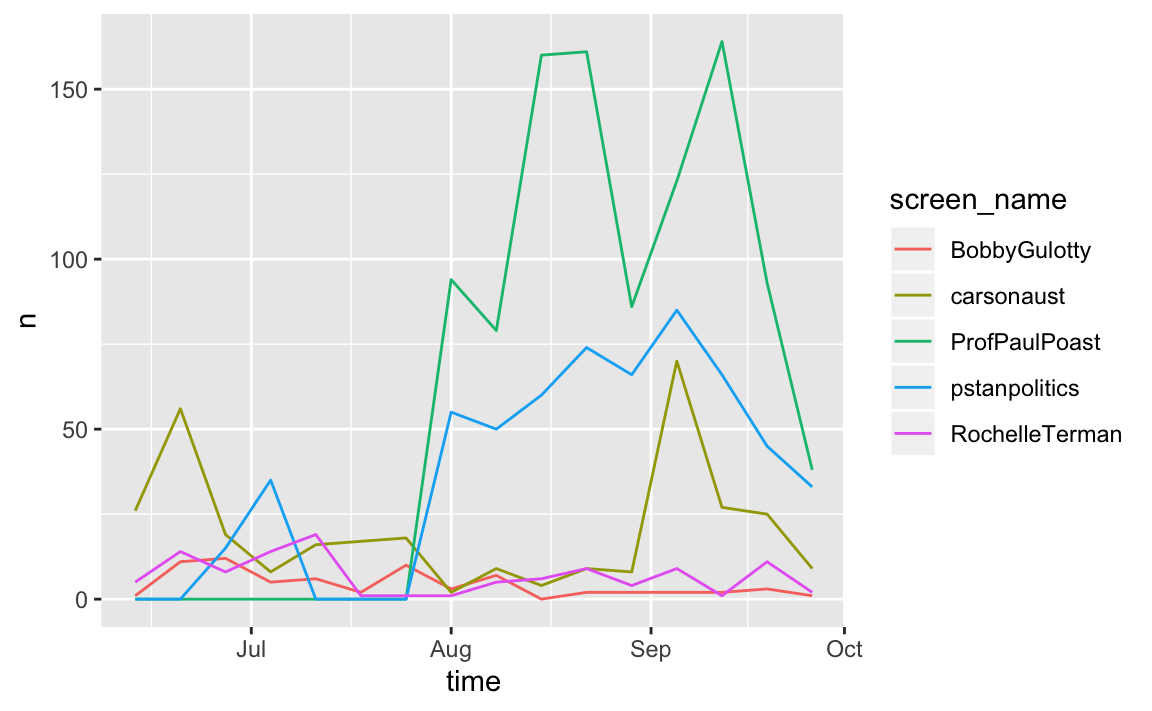 150
100
50
0
n
Jul
Aug
Sep
Oct
time
screen_name
BobbyGulotty
carsonaust
ProfPaulPoast
pstanpolitics
RochelleTerman